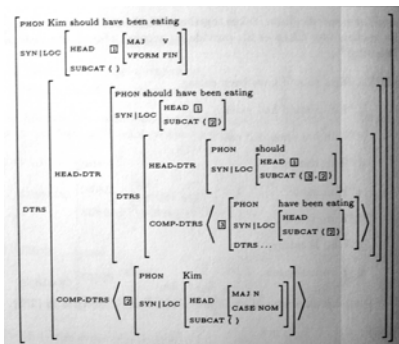 PHON Kim should have been eating
SYN|LOC HEAD 1 MAJ V
VFORM FIN
SUBCAT ⟨ ⟩
PHON should have been eating
SYN|LOC HEAD 1
SUBCAT ⟨2⟩
HEAD-DTR
HEAD-DTR PHON should
SYN|LOC HEAD 1
SUBCAT ⟨3,2⟩
DTRS
DTRS
COMP-DTRS ⟨ 3 PHON have been eating
SYN|LOC HEAD
SUBCAT ⟨2⟩
DTRS ... ⟩
COMP-DTRS ⟨ 2 PHON Kim
SYN|LOC HEAD MAJ N
CASE NOM
SUBCAT ⟨ ⟩ ⟩